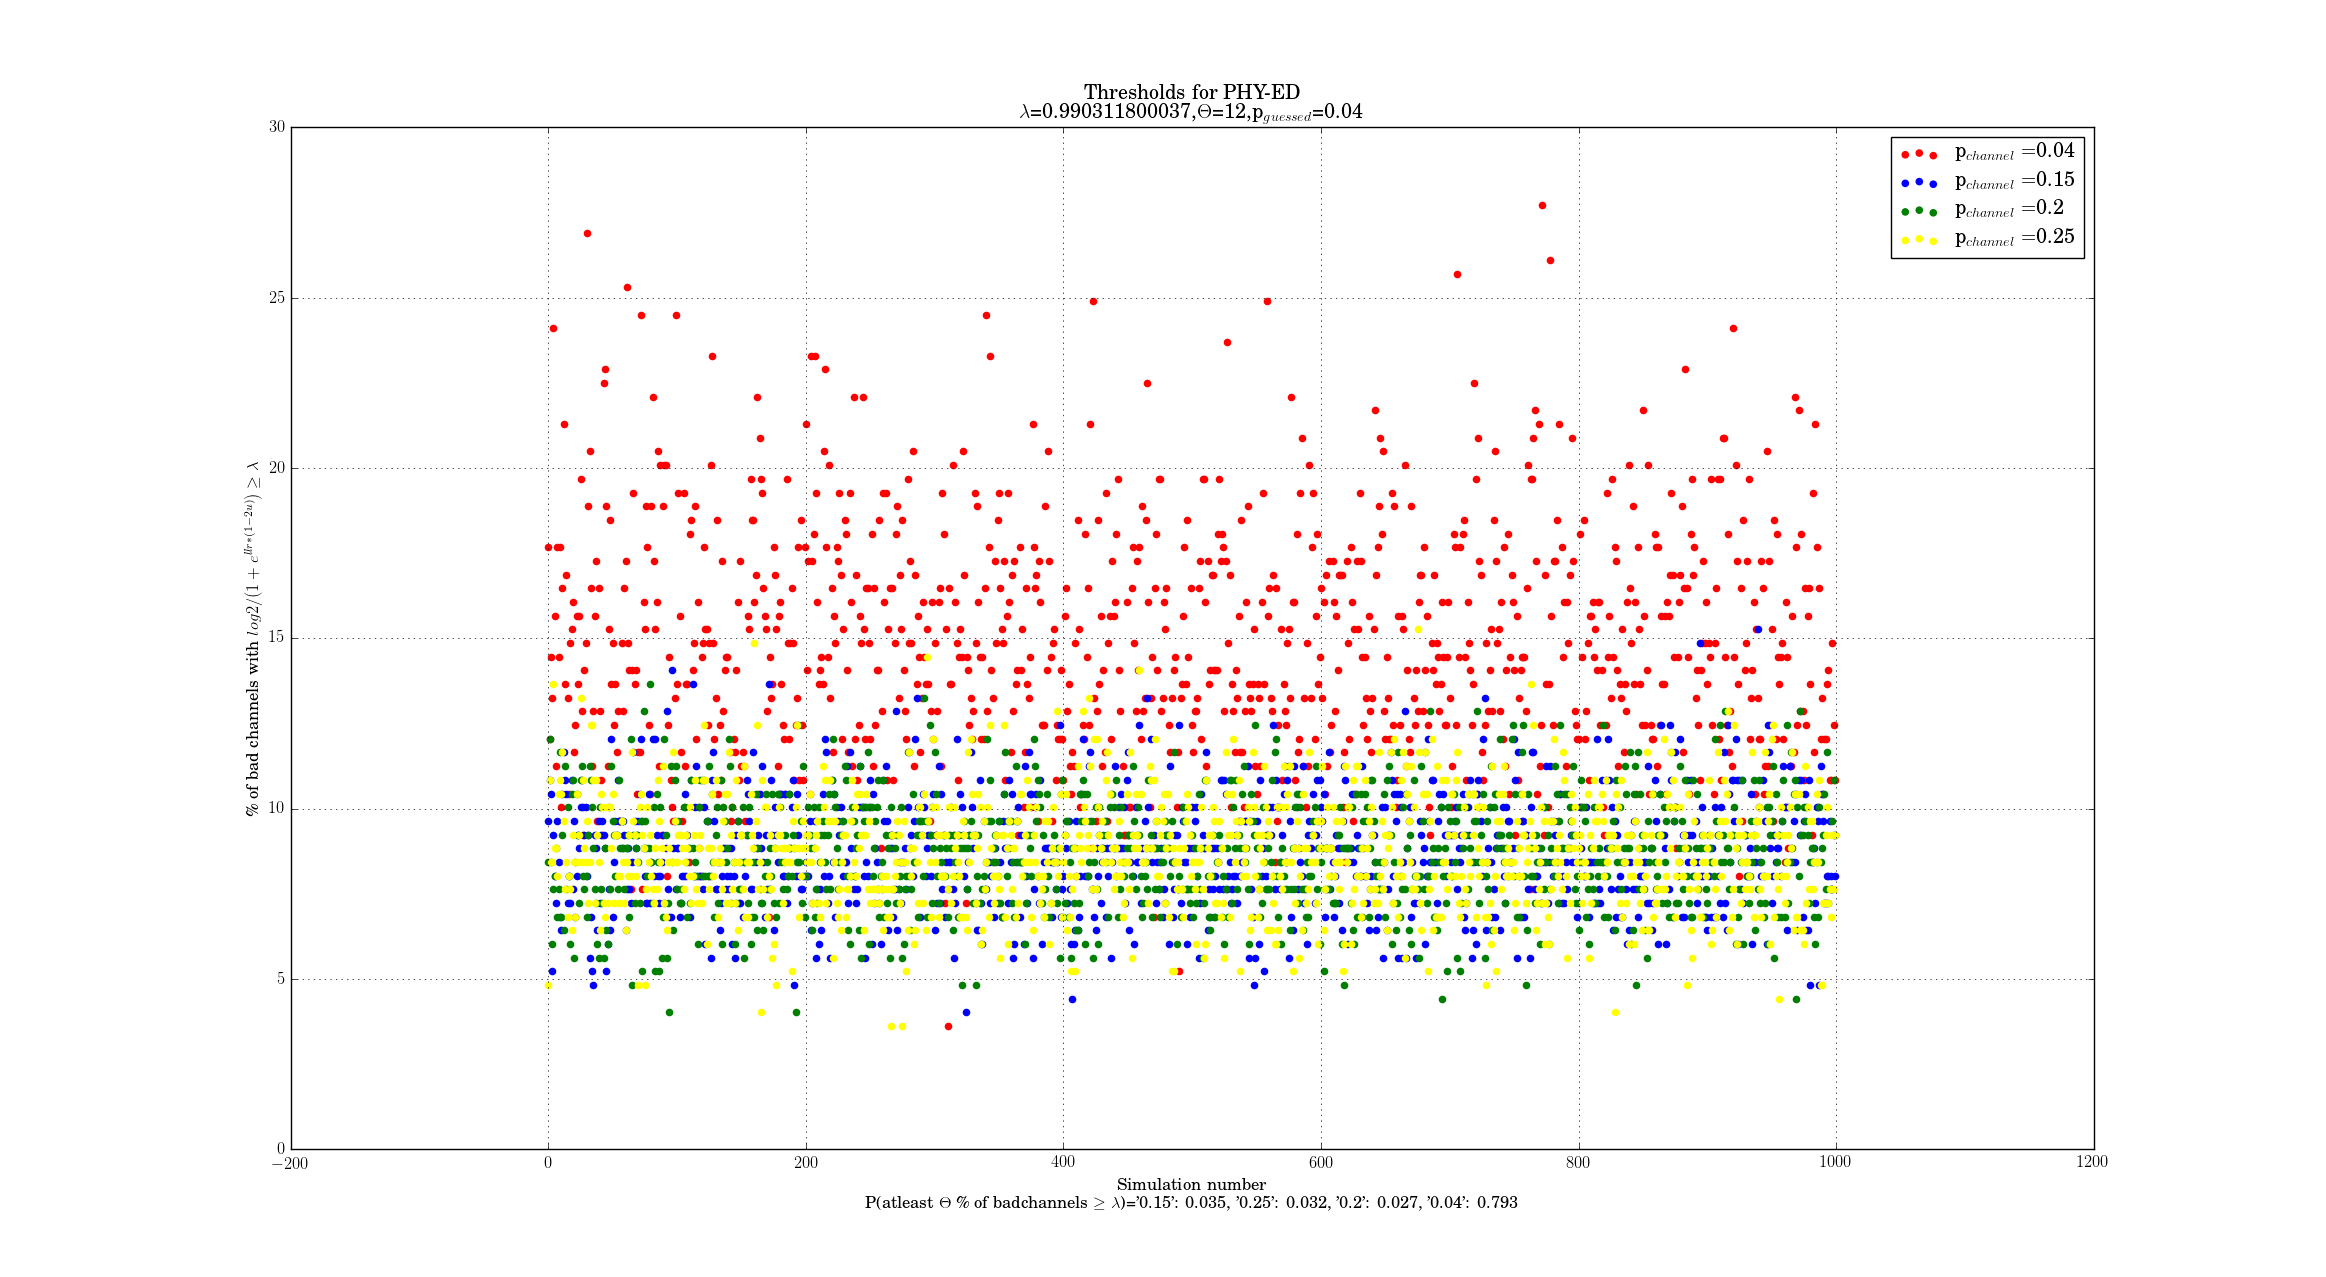 Thresholds for PHY-ED
λ=0.990311800037,Θ=12,p_guessed=0.04
30
25
20
15
10
5
0
% of bad channels with log2/(1 + e^{llr*(1−2u)}) ≥ λ
p_channel =0.04
p_channel =0.15
p_channel =0.2
p_channel =0.25
−200 0 200 400 600 800 1000 1200
Simulation number
P(atleast Θ % of badchannels ≥ λ)='0.15': 0.035, '0.25': 0.032, '0.2': 0.027, '0.04': 0.793